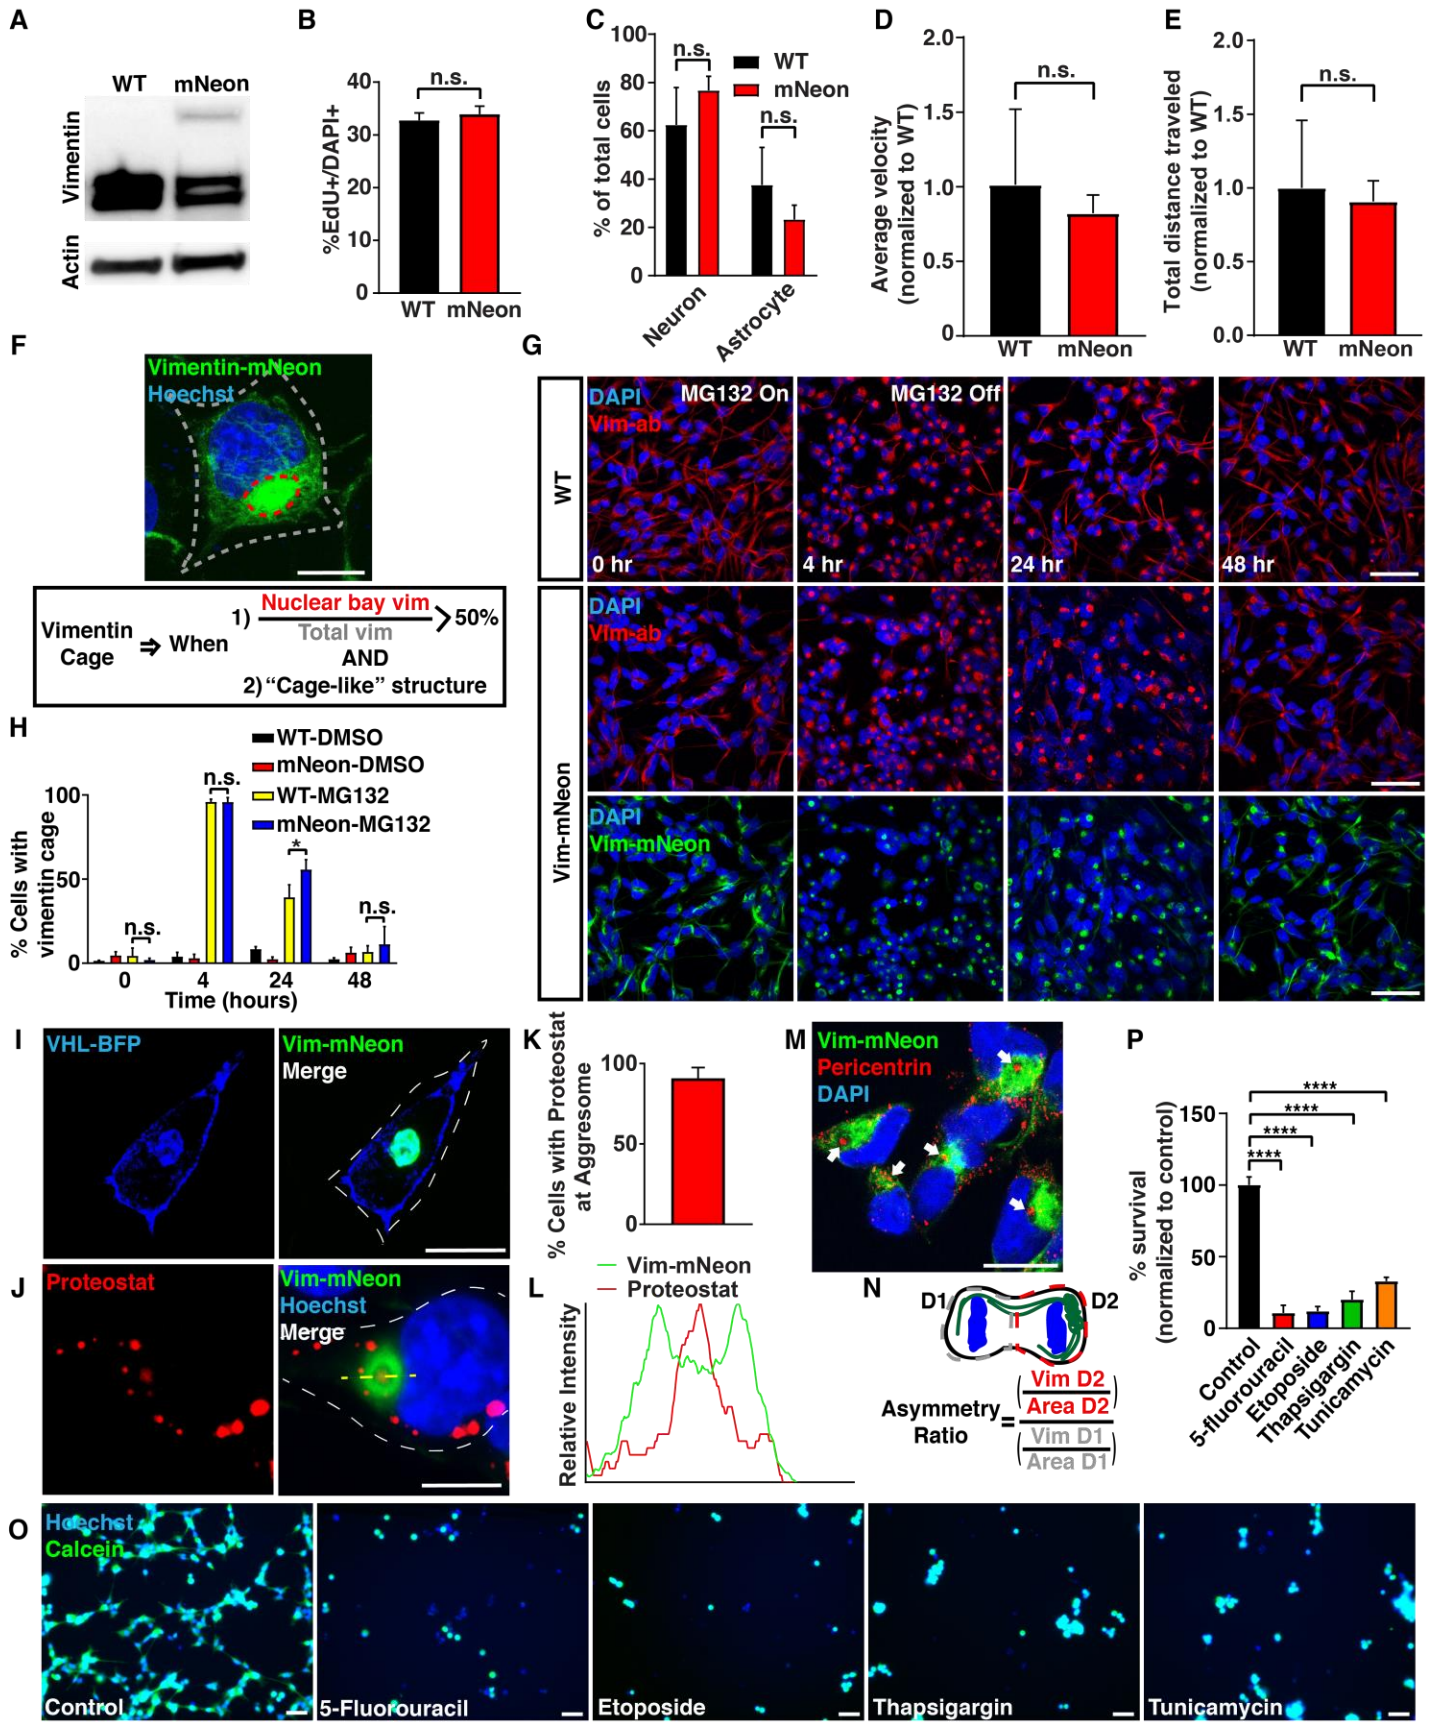 A
WT
mNeon
Vimentin
Actin
B
%EdU+/DAPI+
40
30
20
10
0
n.s.
WT
mNeon
C
% of total cells
100
80
60
40
20
0
n.s.
n.s.
WT
mNeon
Neuron
Astrocyte
D
Average velocity
(normalized to WT)
2.0
1.5
1.0
0.5
0
n.s.
WT
mNeon
E
Total distance traveled
(normalized to WT)
2.0
1.5
1.0
0.5
0.0
n.s.
WT
mNeon
F
Vimentin-mNeon
Hoechst
Vimentin
Cage
⇒ When
1)
Nuclear bay vim
Total vim
>50%
AND
2) “Cage-like” structure
G
WT
DAPI
Vim-ab
MG132 On
MG132 Off
0 hr
4 hr
24 hr
48 hr
Vim-mNeon
DAPI
Vim-ab
DAPI
Vim-mNeon
H
WT-DMSO
mNeon-DMSO
WT-MG132
mNeon-MG132
% Cells with
vimentin cage
100
50
0
n.s.
n.s.
*
n.s.
0
4
24
48
Time (hours)
I
VHL-BFP
Vim-mNeon
Merge
J
Proteostat
Vim-mNeon
Hoechst
Merge
K
% Cells with Proteostat
at Aggresome
100
50
0
L
Vim-mNeon
Proteostat
Relative Intensity
M
Vim-mNeon
Pericentrin
DAPI
N
D1
D2
Asymmetry
Ratio
=
(Vim D2
Area D2)
(Vim D1
Area D1)
P
% survival
(normalized to control)
150
100
50
0
****
****
****
****
Control
5-fluorouracil
Etoposide
Thapsigargin
Tunicamycin
O
Hoechst
Calcein
Control
5-Fluorouracil
Etoposide
Thapsigargin
Tunicamycin